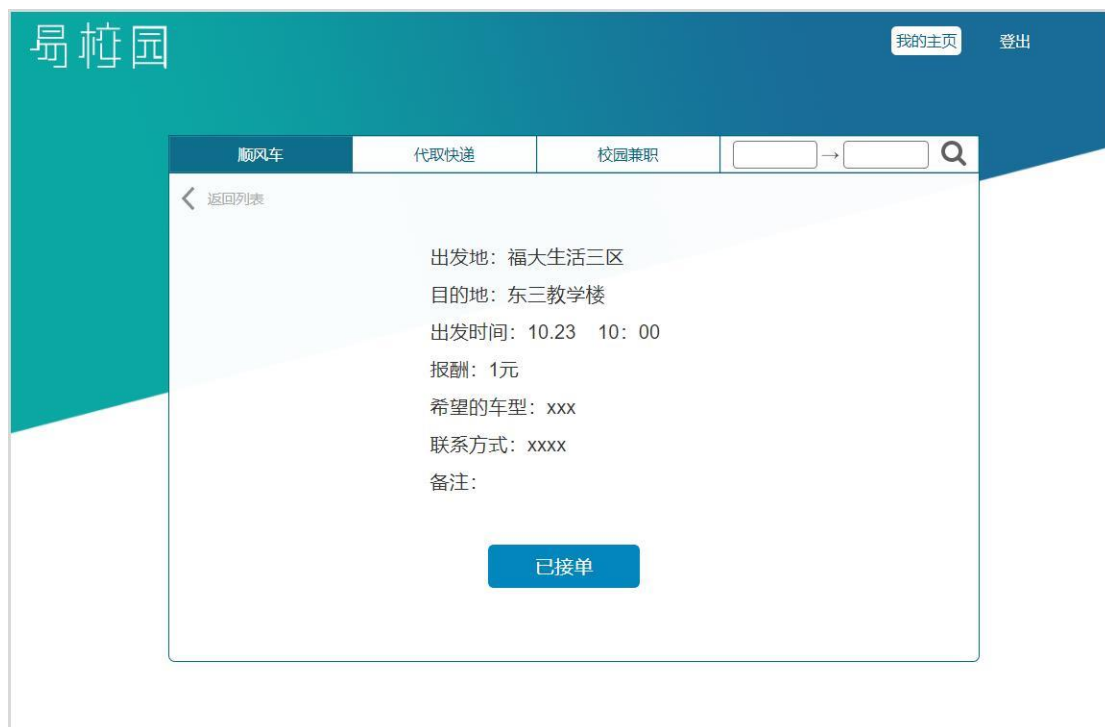 易校园
我的主页 登出
顺风车 代取快递 校园兼职 →
返回列表
出发地：福大生活三区
目的地：东三教学楼
出发时间：10.23 10：00
报酬：1元
希望的车型：xxx
联系方式：xxxx
备注：
已接单